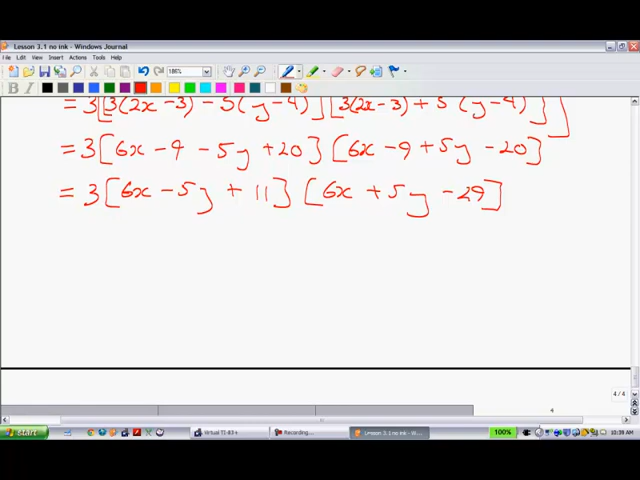 Lesson 3.1 no ink - Windows Journal
File Edit View Insert Actions Tools Help
186%
= 3[[3(2x - 3) - 5(y - 4)][3(2x - 3) + 5(y - 4)]]
= 3[6x - 9 - 5y + 20][6x - 9 + 5y - 20]
= 3[6x - 5y + 11][6x + 5y - 29]
4/4
4
start Virtual TI-83+ Recording... Lesson 3.1 no ink - W... 100% 10:39 AM